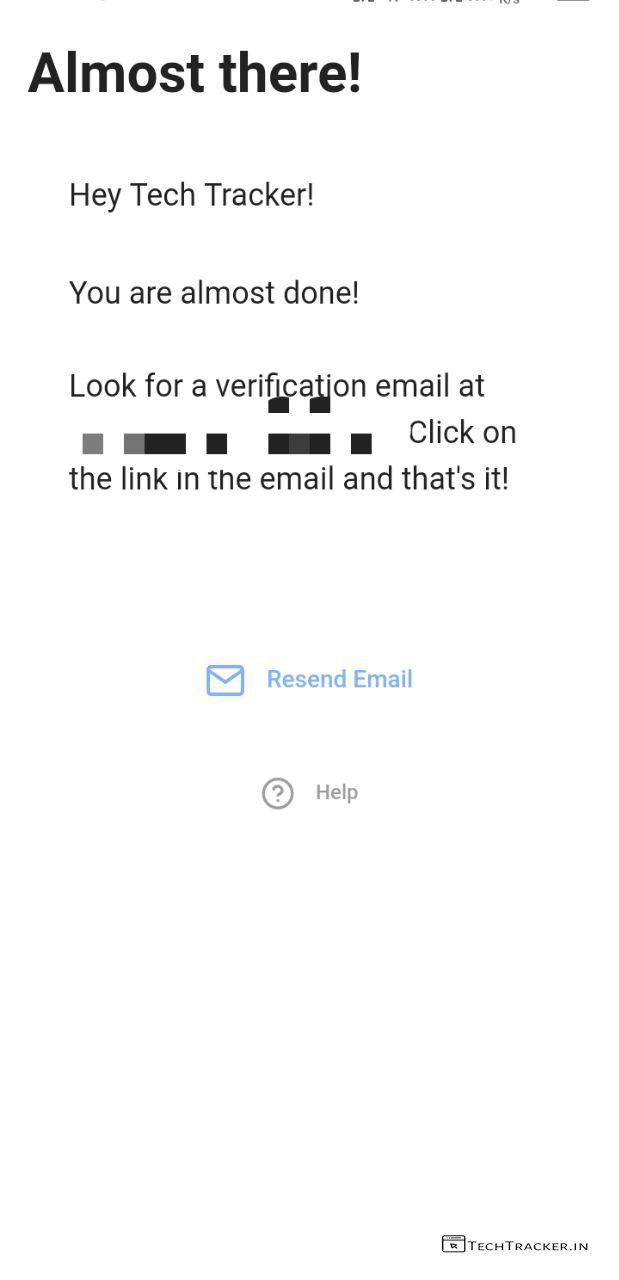 Almost there!
Hey Tech Tracker!
You are almost done!
Look for a verification email at
Click on
the link in the email and that's it!
Resend Email
Help
TECHTRACKER.IN